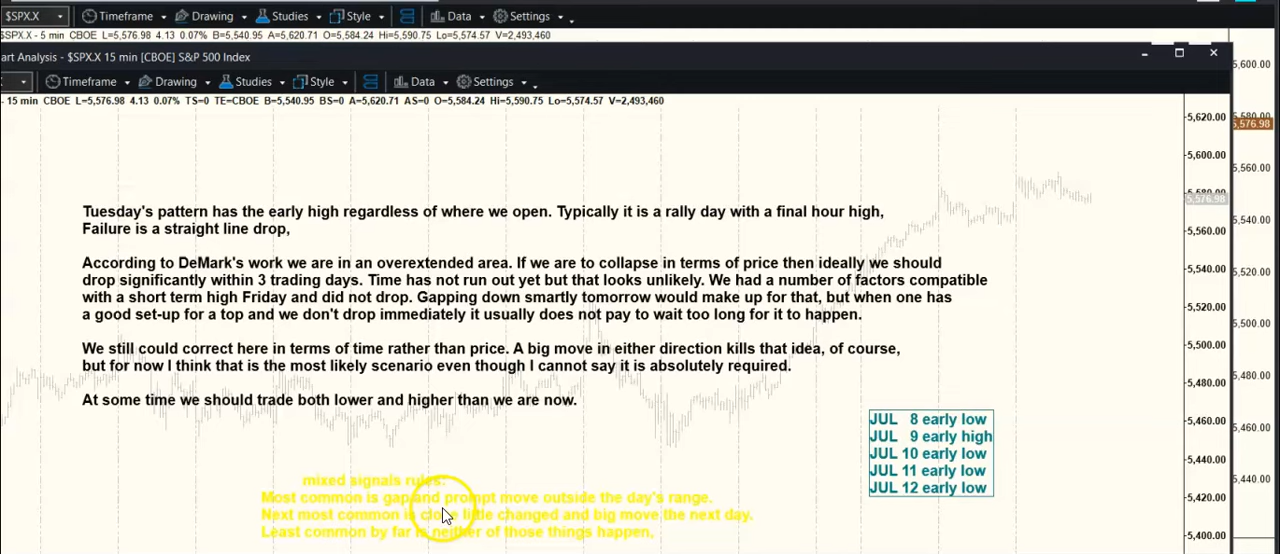 $SPX.X Timeframe Drawing Studies Style Data Settings
$SPX.X - 5 min CBOE L=5,576.98 4.13 0.07% B=5,540.95 A=5,620.71 O=5,584.24 Hi=5,590.75 Lo=5,574.57 V=2,493,460
art Analysis - $SPX.X 15 min [CBOE] S&P 500 Index
Timeframe Drawing Studies Style Data Settings
- 15 min CBOE L=5,576.98 4.13 0.07% TS=0 TE=CBOE B=5,540.95 BS=0 A=5,620.71 AS=0 O=5,584.24 Hi=5,590.75 Lo=5,574.57 V=2,493,460
Tuesday's pattern has the early high regardless of where we open. Typically it is a rally day with a final hour high,
Failure is a straight line drop,
According to DeMark's work we are in an overextended area. If we are to collapse in terms of price then ideally we should
drop significantly within 3 trading days. Time has not run out yet but that looks unlikely. We had a number of factors compatible
with a short term high Friday and did not drop. Gapping down smartly tomorrow would make up for that, but when one has
a good set-up for a top and we don't drop immediately it usually does not pay to wait too long for it to happen.
We still could correct here in terms of time rather than price. A big move in either direction kills that idea, of course,
but for now I think that is the most likely scenario even though I cannot say it is absolutely required.
At some time we should trade both lower and higher than we are now.
JUL 8 early low
JUL 9 early high
JUL 10 early low
JUL 11 early low
JUL 12 early low
mixed signals rules:
Most common is gap and prompt move outside the day's range.
Next most common is close little changed and big move the next day.
Least common by far is neither of those things happen,
5,620.00
5,600.00
5,580.00
5,576.98
5,560.00
5,540.00
5,520.00
5,500.00
5,480.00
5,460.00
5,440.00
5,420.00
5,400.00
5,600.00
5,580.00
5,576.98
5,560.00
5,540.00
5,520.00
5,500.00
5,480.00
5,460.00
5,440.00